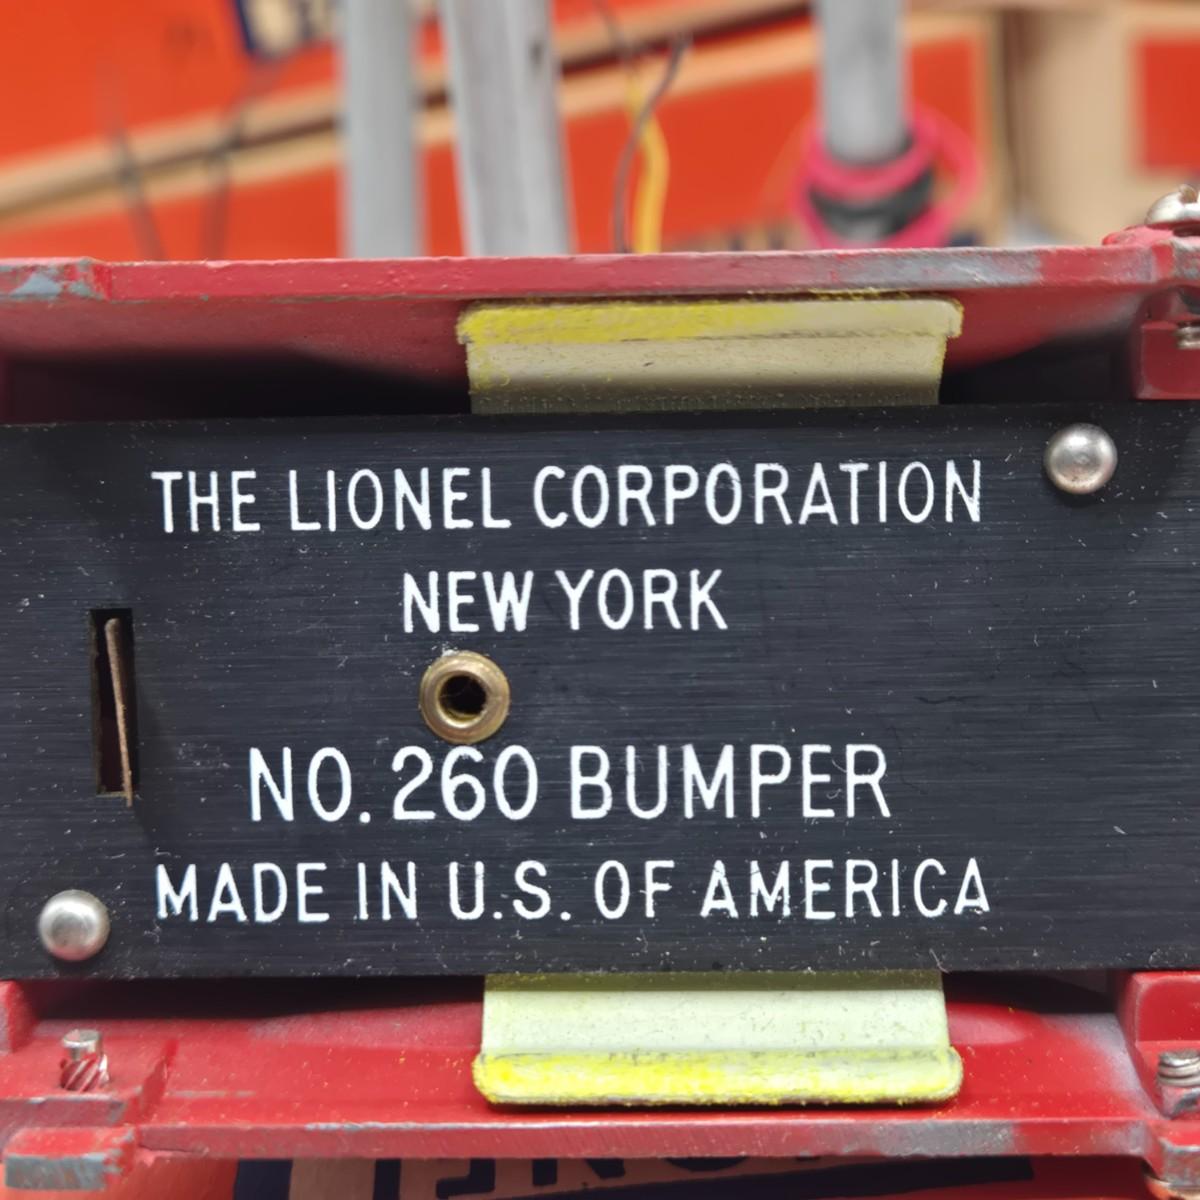 THE LIONEL CORPORATION
NEW YORK
NO. 260 BUMPER
MADE IN U.S. OF AMERICA